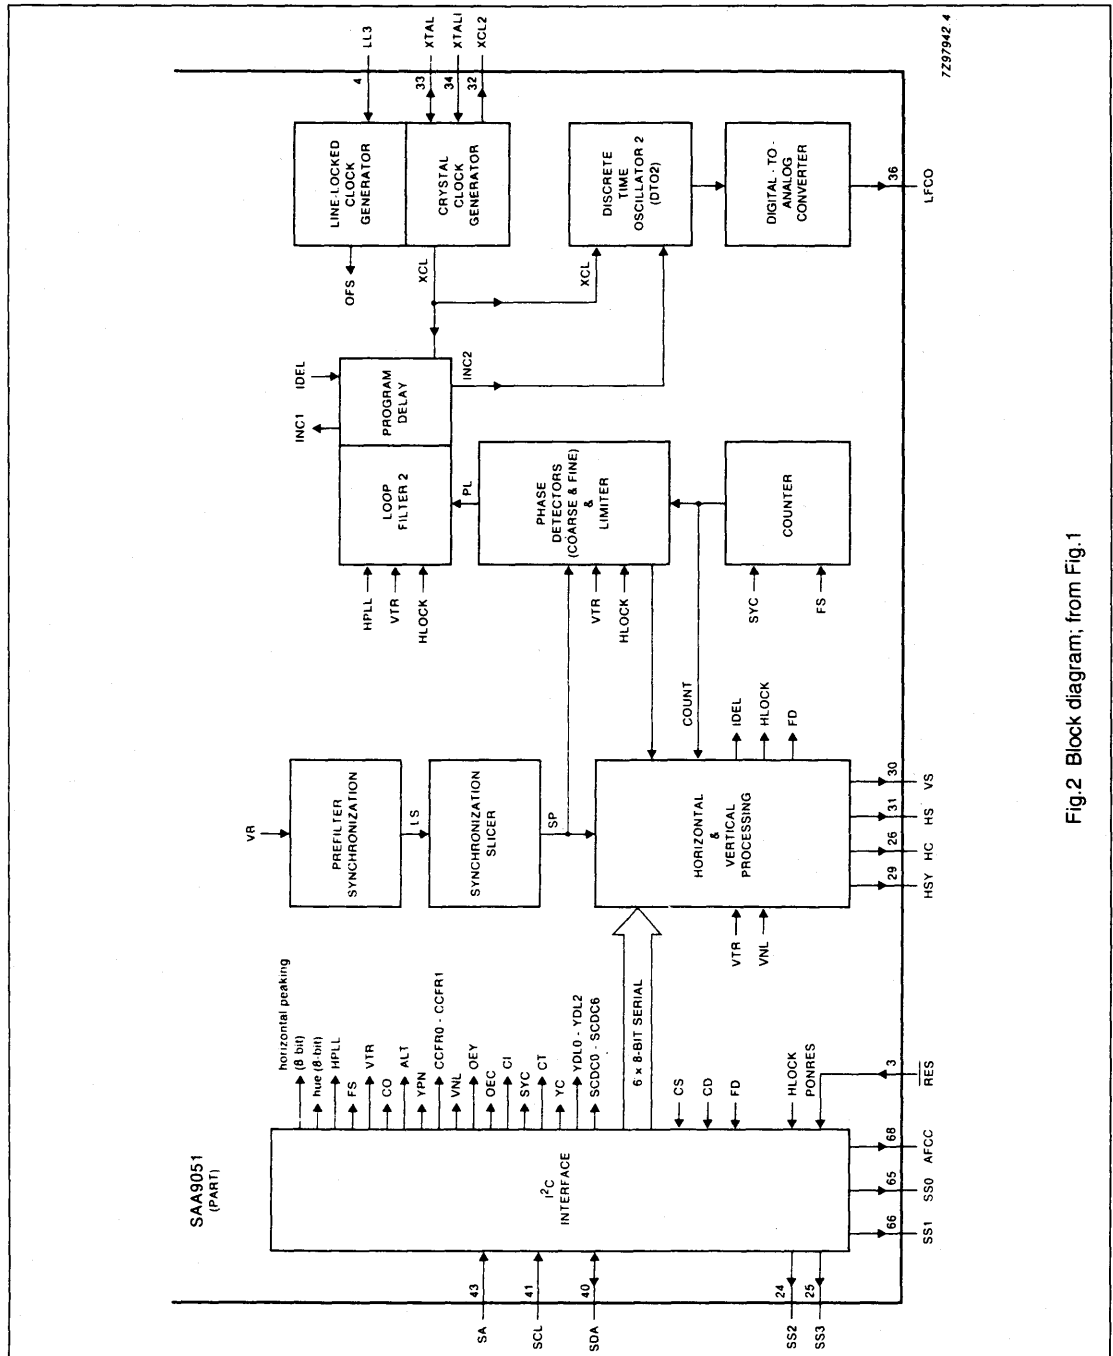 SAA9051
(PART)
horizontal peaking
(8 bit)
hue (8-bit)
HPLL
FS
VTR
CO
ALT
YPN
CCFR0 - CCFR1
VNL
OEY
OEC
CI
SYC
CT
YC
YDL0 - YDL2
SCDC0 - SCDC6
6 x 8-BIT SERIAL
CS
CD
FD
HLOCK
PONRES
3
RES
I2C
INTERFACE
43
SA
41
SCL
40
SDA
24
SS2
25
SS3
66
SS1
65
SS0
68
AFCC
VR
PREFILTER
SYNCHRONIZATION
LS
SYNCHRONIZATION
SLICER
SP
HORIZONTAL
&
VERTICAL
PROCESSING
VTR
VNL
COUNT
IDEL
HLOCK
FD
29
HSY
26
HC
31
HS
30
VS
HPLL
VTR
HLOCK
LOOP
FILTER 2
PROGRAM
DELAY
INC1
IDEL
INC2
PL
PHASE
DETECTORS
(COARSE & FINE)
&
LIMITER
VTR
HLOCK
COUNTER
SYC
FS
LINE-LOCKED
CLOCK
GENERATOR
CRYSTAL
CLOCK
GENERATOR
OFS
XCL
XCL
4
LL3
33
XTAL
34
XTALI
32
XCL2
DISCRETE
TIME
OSCILLATOR 2
(DTO2)
DIGITAL - TO -
ANALOG
CONVERTER
36
LFCO
7Z97942.4
Fig.2 Block diagram; from Fig.1